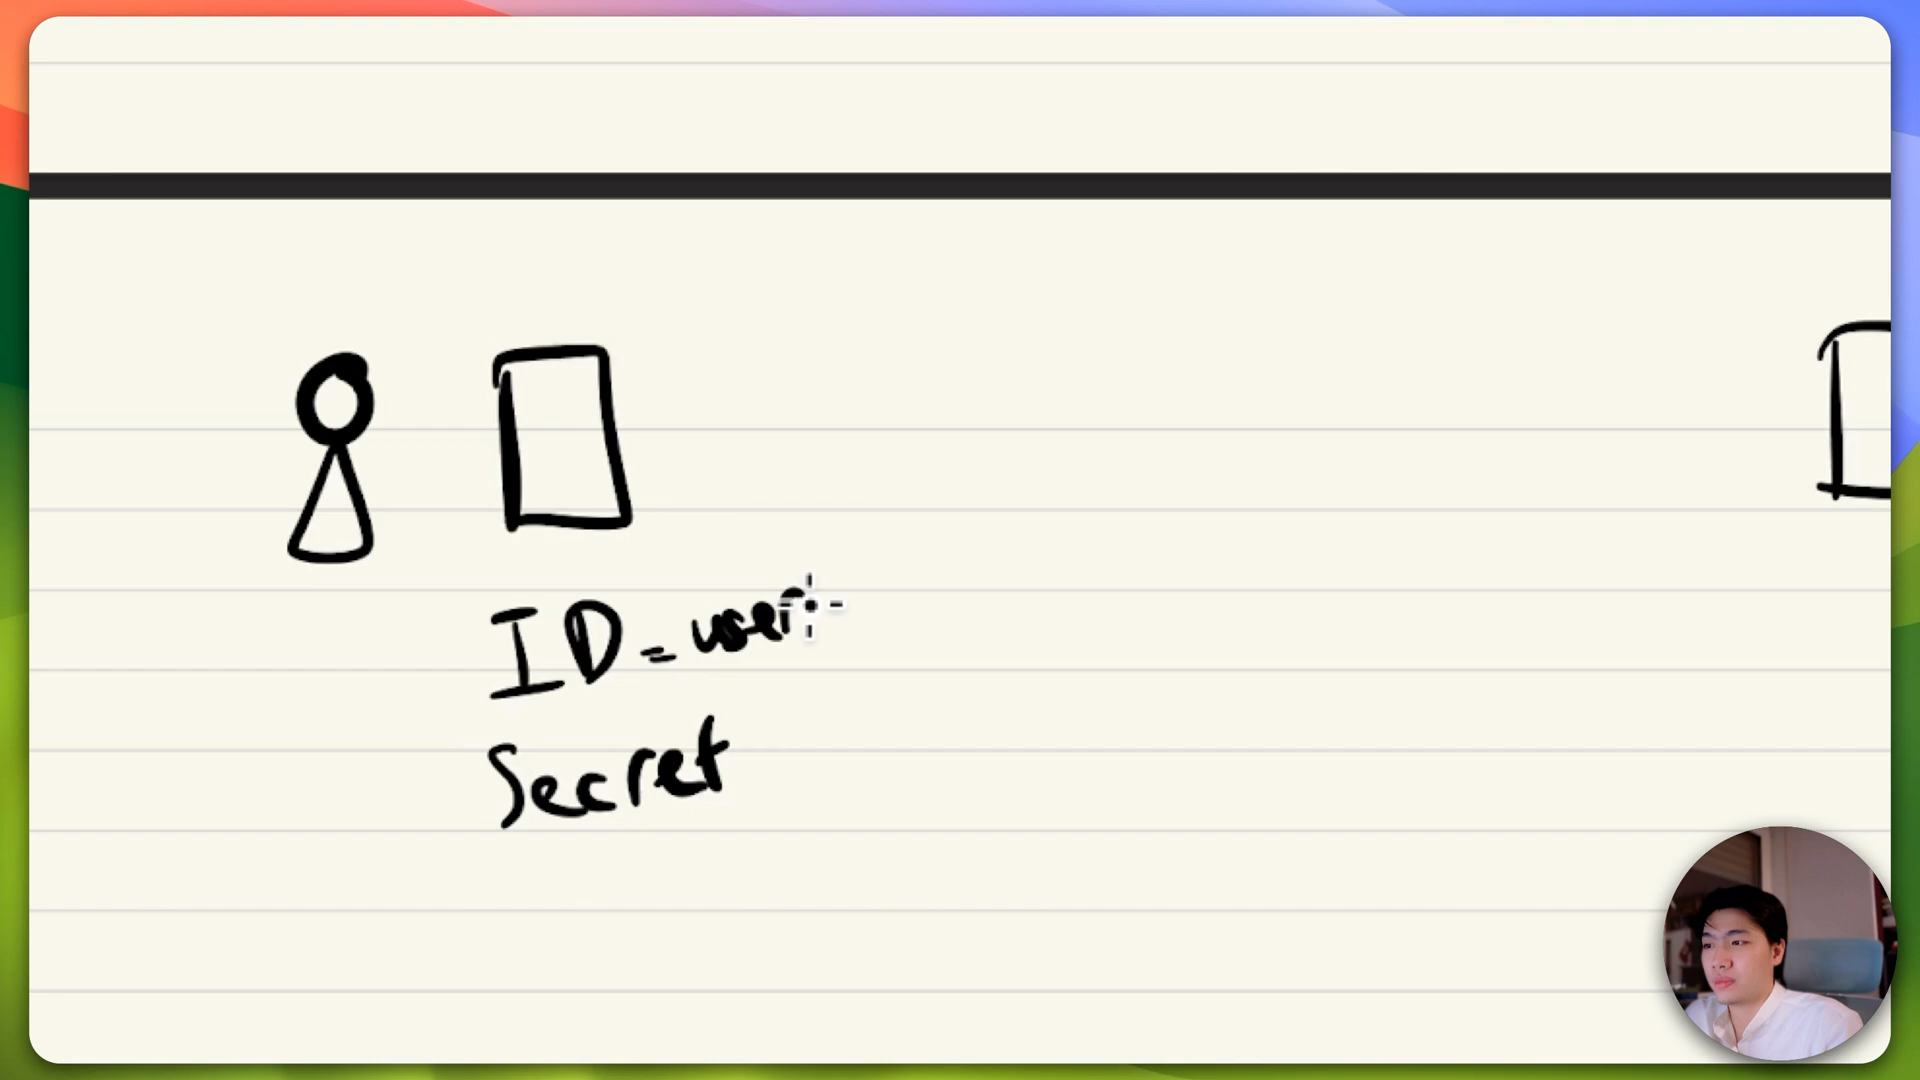 ID = user
Secret